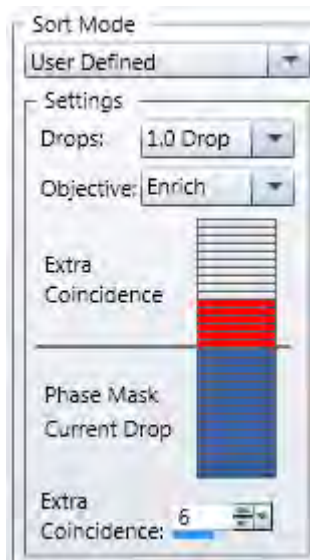 Sort Mode
User Defined
Settings
Drops: 1.0 Drop
Objective: Enrich
Extra
Coincidence
Phase Mask
Current Drop
Extra
Coincidence: 6